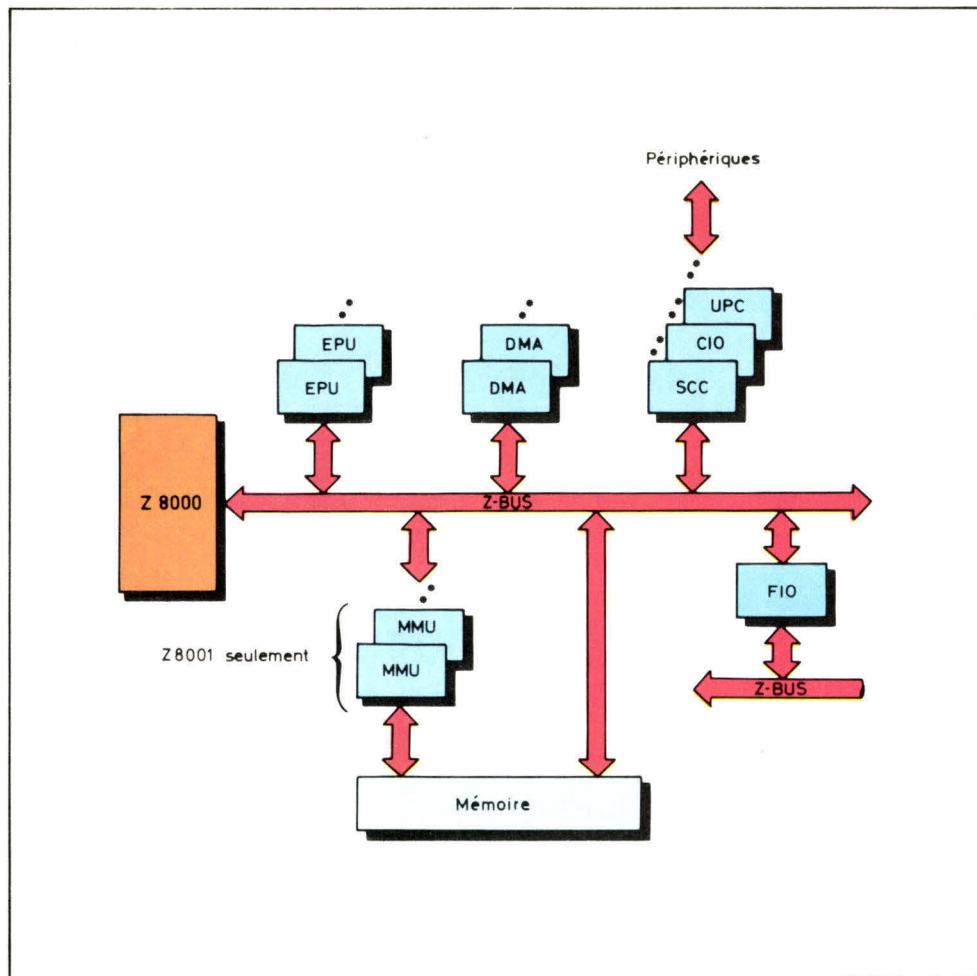 Périphériques
UPC
EPU
DMA
CIO
EPU
DMA
SCC
Z 8000
Z-BUS
FIO
MMU
Z8001 seulement
MMU
Z-BUS
Mémoire